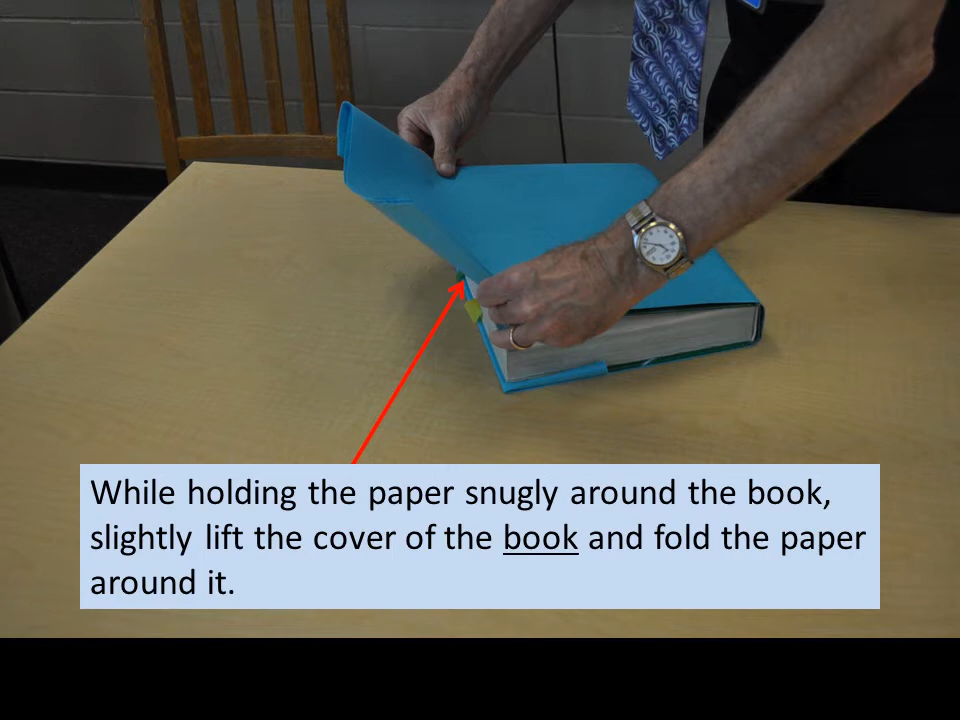 While holding the paper snugly around the book,
slightly lift the cover of the book and fold the paper
around it.